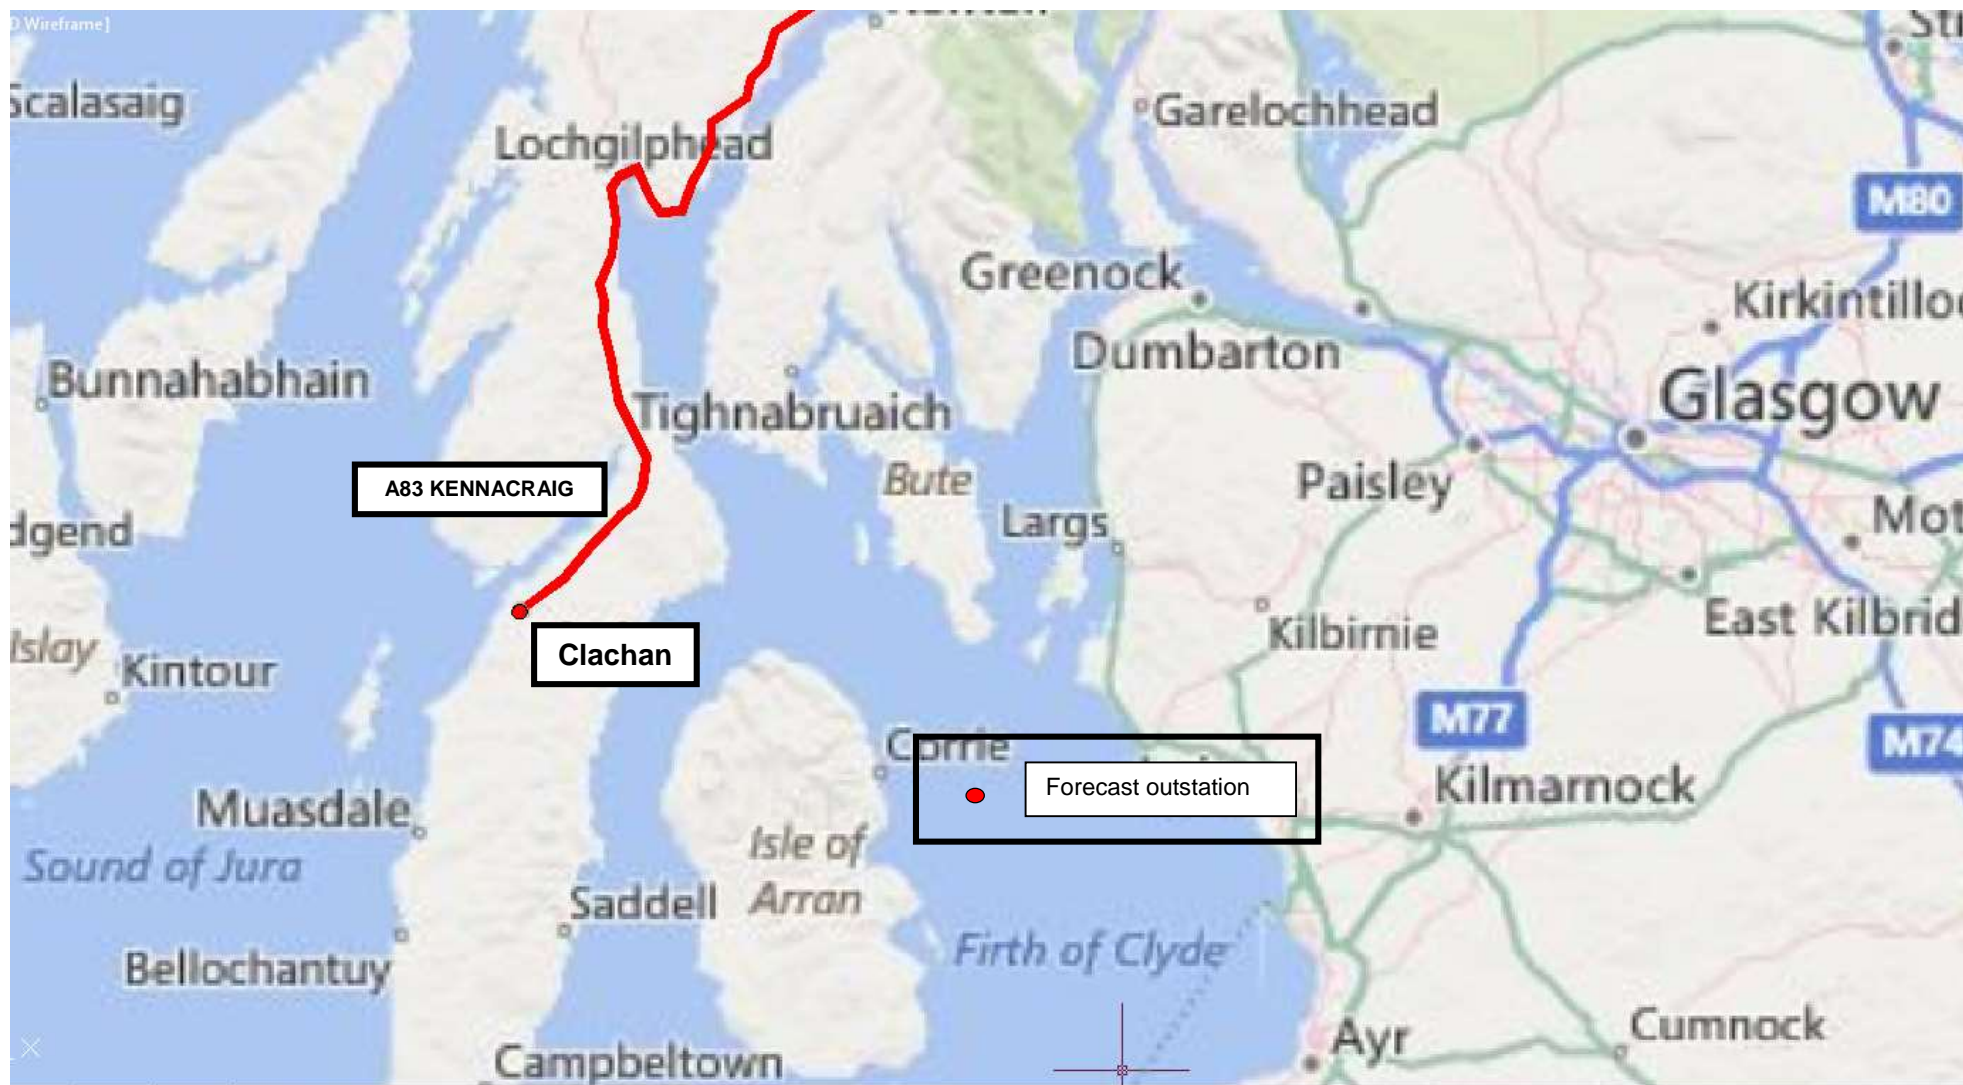 D Wireframe]
Scalasaig
Lochgilphead
Garelochhead
M80
Greenock
Kirkintillo
Dumbarton
Bunnahabhain
Glasgow
Tighnabruaich
A83 KENNACRAIG
Bute
Paisley
Largs
Mot
dgend
East Kilbrid
Kilbirnie
Clachan
Islay
Kintour
M77
M74
Corrie
Forecast outstation
Kilmarnock
Muasdale
Isle of
Arran
Sound of Jura
Saddell
Firth of Clyde
Bellochantuy
Cumnock
Ayr
Campbeltown